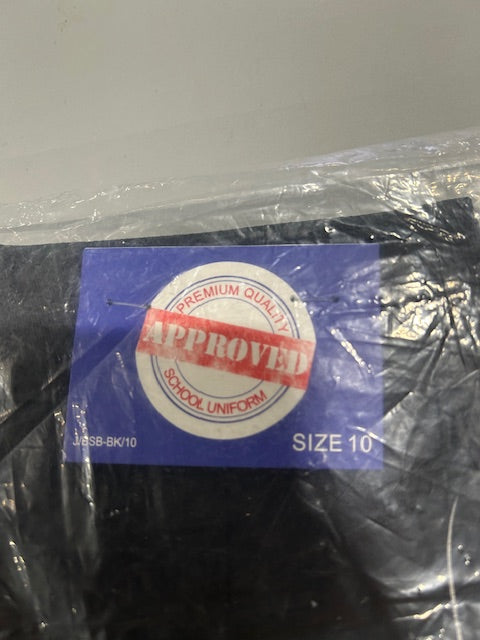 PREMIUM QUALITY
APPROVED
SCHOOL UNIFORM
J/BSB-BK/10
SIZE 10